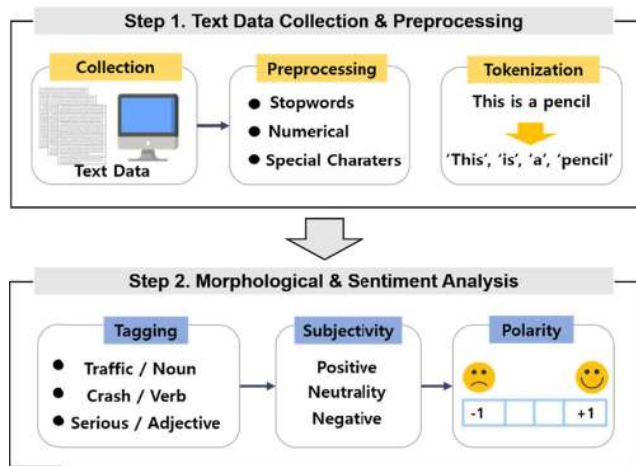 Step 1. Text Data Collection & Preprocessing
Collection
Text Data
Preprocessing
● Stopwords
● Numerical
● Special Charaters
Tokenization
This is a pencil
'This', 'is', 'a', 'pencil'
Step 2. Morphological & Sentiment Analysis
Tagging
● Traffic / Noun
● Crash / Verb
● Serious / Adjective
Subjectivity
Positive
Neutrality
Negative
Polarity
-1 +1